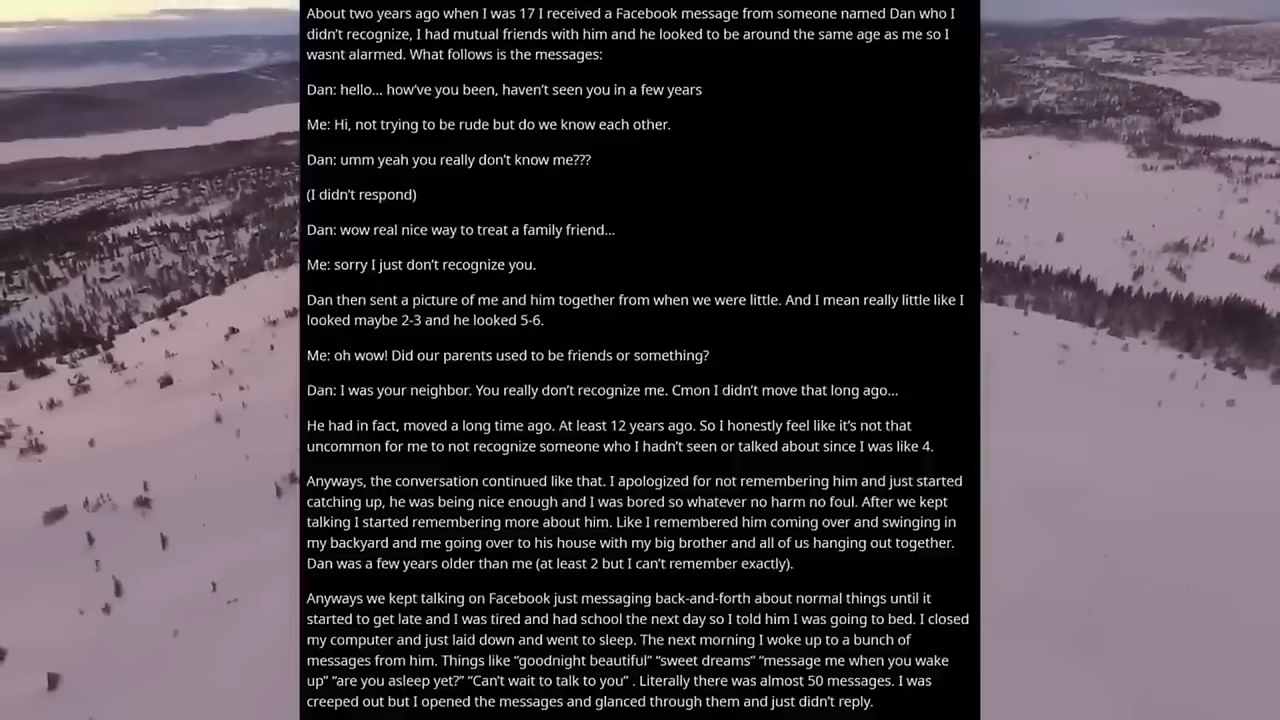 About two years ago when I was 17 I received a Facebook message from someone named Dan who I
didn't recognize, I had mutual friends with him and he looked to be around the same age as me so I
wasnt alarmed. What follows is the messages:
Dan: hello... how've you been, haven't seen you in a few years
Me: Hi, not trying to be rude but do we know each other.
Dan: umm yeah you really don't know me???
(I didn't respond)
Dan: wow real nice way to treat a family friend...
Me: sorry I just don't recognize you.
Dan then sent a picture of me and him together from when we were little. And I mean really little like I
looked maybe 2-3 and he looked 5-6.
Me: oh wow! Did our parents used to be friends or something?
Dan: I was your neighbor. You really don't recognize me. Cmon I didn't move that long ago...
He had in fact, moved a long time ago. At least 12 years ago. So I honestly feel like it's not that
uncommon for me to not recognize someone who I hadn't seen or talked about since I was like 4.
Anyways, the conversation continued like that. I apologized for not remembering him and just started
catching up, he was being nice enough and I was bored so whatever no harm no foul. After we kept
talking I started remembering more about him. Like I remembered him coming over and swinging in
my backyard and me going over to his house with my big brother and all of us hanging out together.
Dan was a few years older than me (at least 2 but I can't remember exactly).
Anyways we kept talking on Facebook just messaging back-and-forth about normal things until it
started to get late and I was tired and had school the next day so I told him I was going to bed. I closed
my computer and just laid down and went to sleep. The next morning I woke up to a bunch of
messages from him. Things like "goodnight beautiful" "sweet dreams" "message me when you wake
up" "are you asleep yet?" "Can't wait to talk to you" . Literally there was almost 50 messages. I was
creeped out but I opened the messages and glanced through them and just didn't reply.